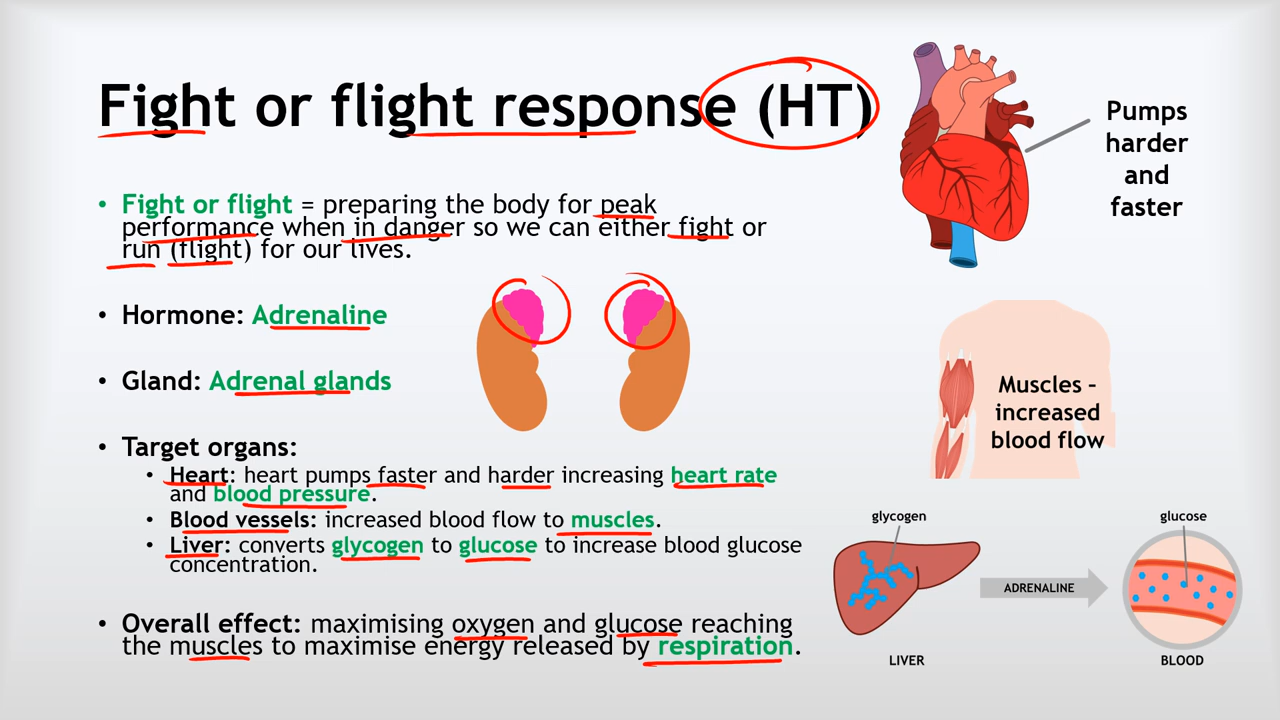 Fight or flight response (HT)
• Fight or flight = preparing the body for peak
performance when in danger so we can either fight or
run (flight) for our lives.
• Hormone: Adrenaline
• Gland: Adrenal glands
• Target organs:
• Heart: heart pumps faster and harder increasing heart rate
and blood pressure.
• Blood vessels: increased blood flow to muscles.
• Liver: converts glycogen to glucose to increase blood glucose
concentration.
• Overall effect: maximising oxygen and glucose reaching
the muscles to maximise energy released by respiration.
Pumps
harder
and
faster
Muscles –
increased
blood flow
glycogen
glucose
ADRENALINE
LIVER
BLOOD